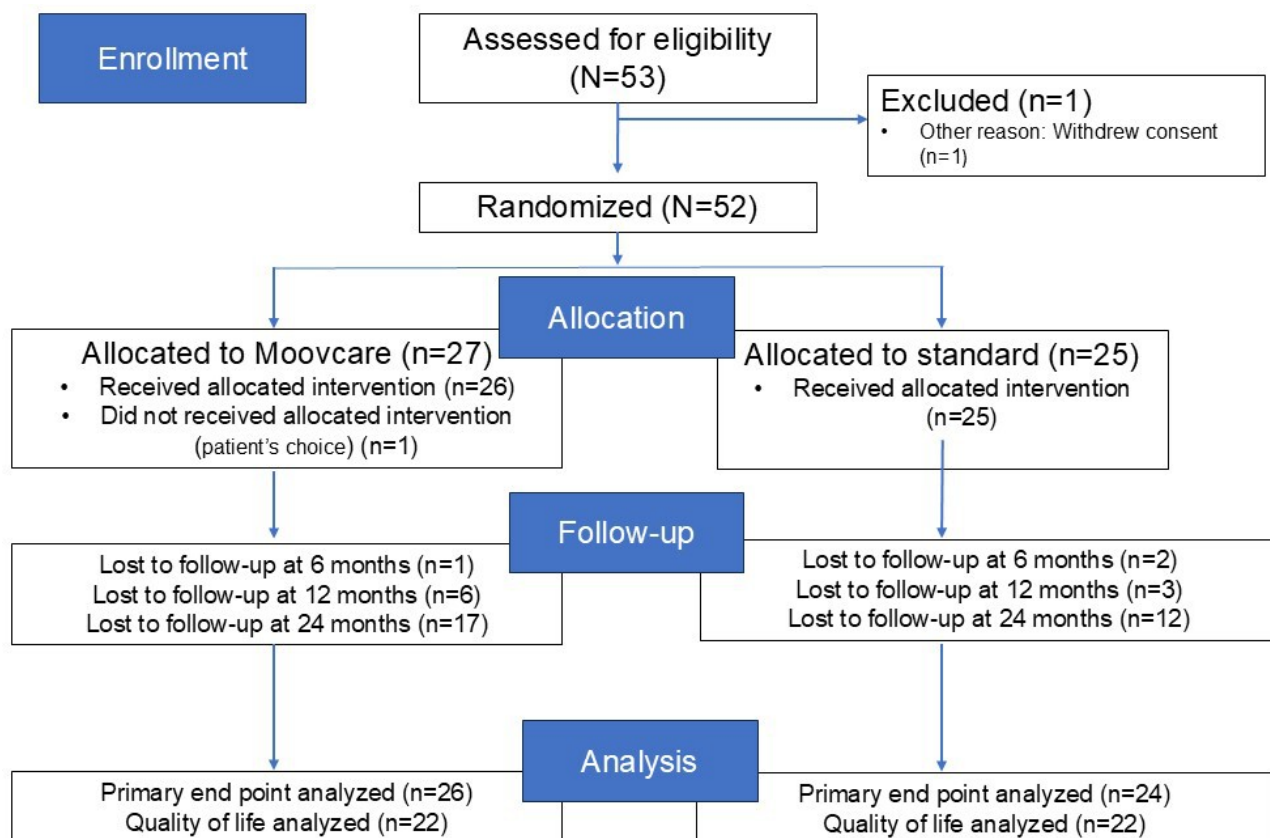 Enrollment
Assessed for eligibility
(N=53)
Excluded (n=1)
• Other reason: Withdrew consent
(n=1)
Randomized (N=52)
Allocation
Allocated to Moovcare (n=27)
• Received allocated intervention (n=26)
• Did not received allocated intervention
(patient's choice) (n=1)
Allocated to standard (n=25)
• Received allocated intervention
(n=25)
Follow-up
Lost to follow-up at 6 months (n=1)
Lost to follow-up at 12 months (n=6)
Lost to follow-up at 24 months (n=17)
Lost to follow-up at 6 months (n=2)
Lost to follow-up at 12 months (n=3)
Lost to follow-up at 24 months (n=12)
Analysis
Primary end point analyzed (n=26)
Quality of life analyzed (n=22)
Primary end point analyzed (n=24)
Quality of life analyzed (n=22)